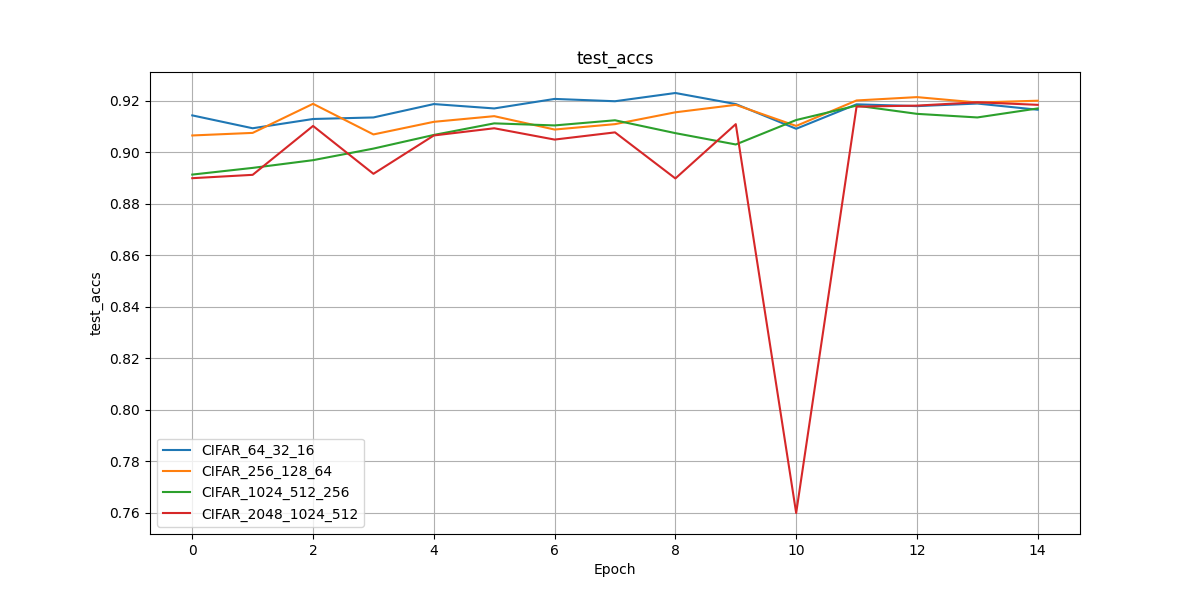 test_accs
test_accs
0.92
0.90
0.88
0.86
0.84
0.82
0.80
0.78
0.76
CIFAR_64_32_16
CIFAR_256_128_64
CIFAR_1024_512_256
CIFAR_2048_1024_512
0 2 4 6 8 10 12 14
Epoch